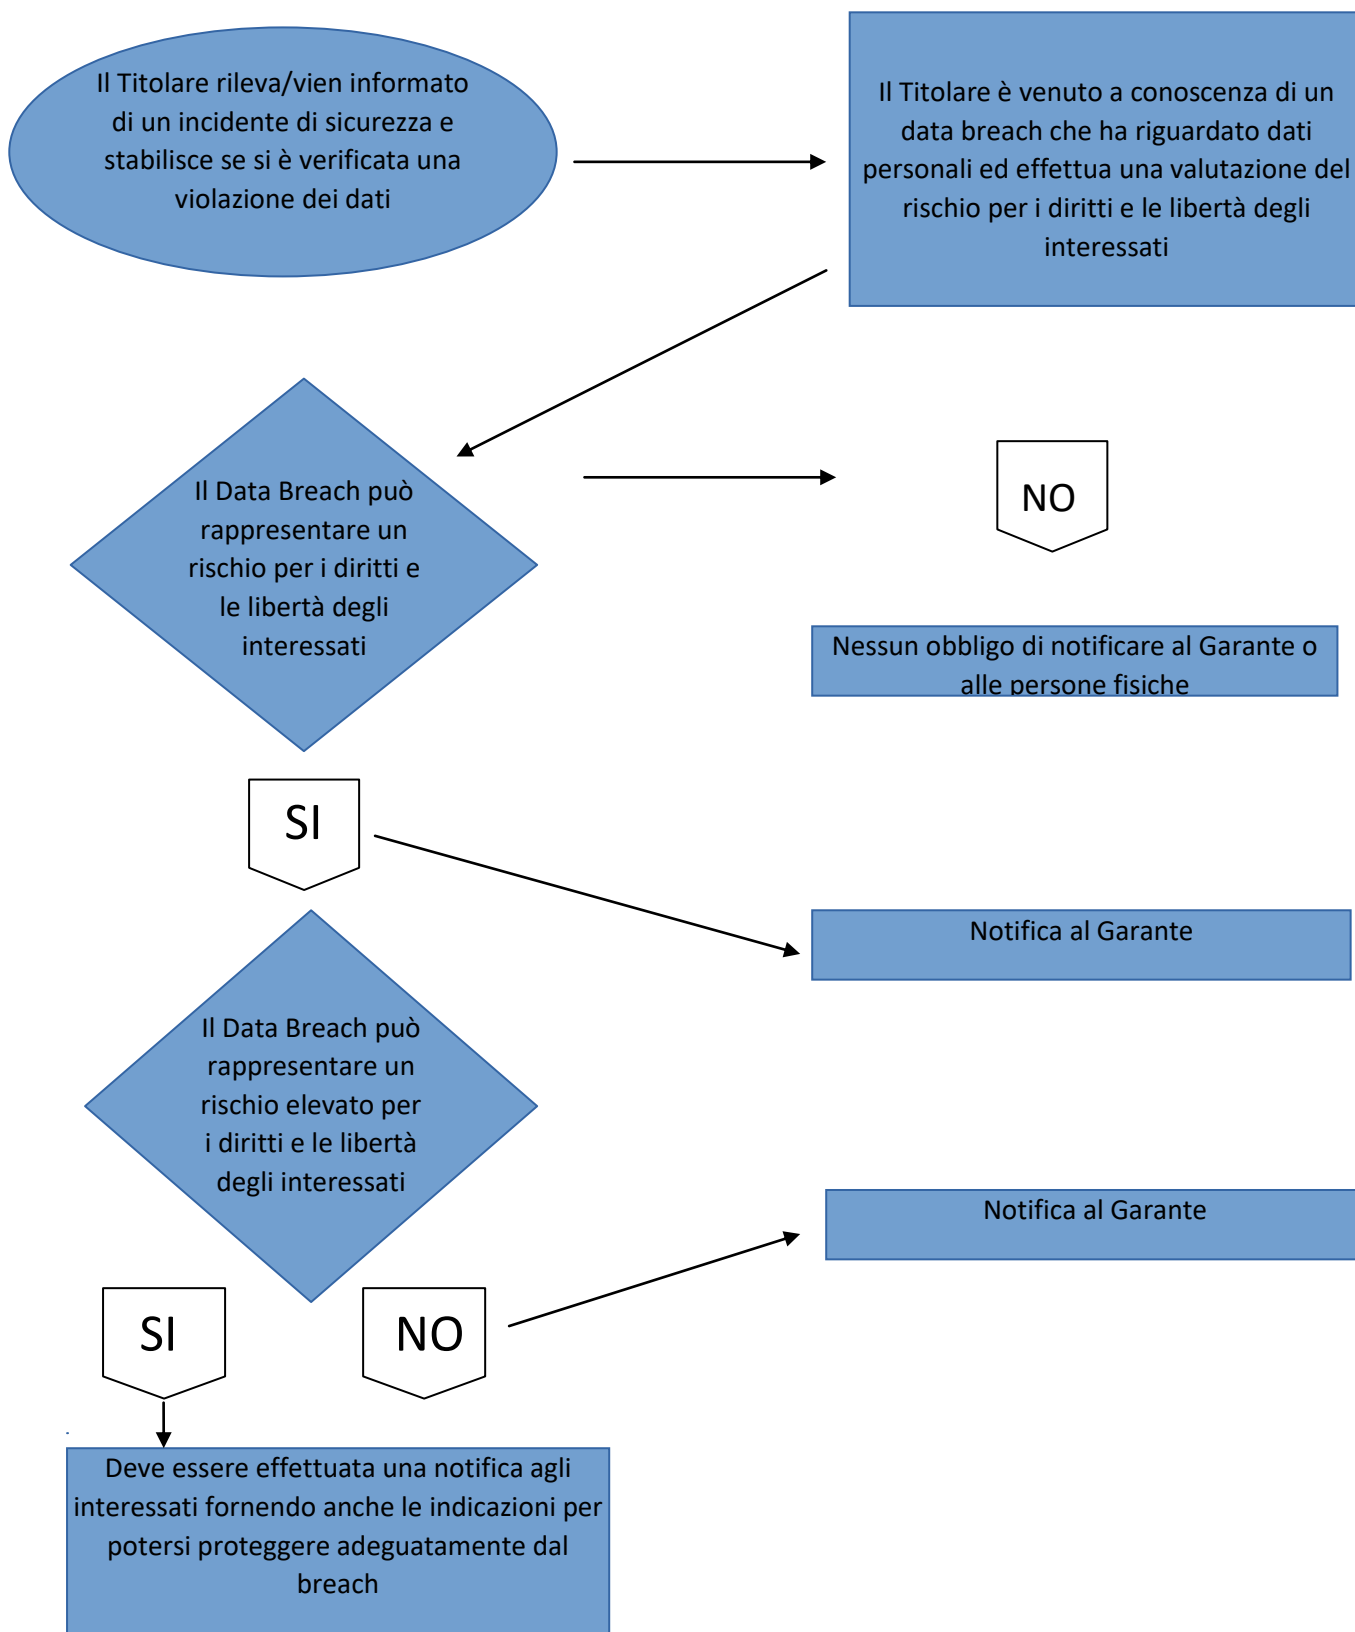 Il Titolare rileva/vien informato
di un incidente di sicurezza e
stabilisce se si è verificata una
violazione dei dati
Il Titolare è venuto a conoscenza di un
data breach che ha riguardato dati
personali ed effettua una valutazione del
rischio per i diritti e le libertà degli
interessati
Il Data Breach può
rappresentare un
rischio per i diritti e
le libertà degli
interessati
NO
Nessun obbligo di notificare al Garante o
alle persone fisiche
SI
Notifica al Garante
Il Data Breach può
rappresentare un
rischio elevato per
i diritti e le libertà
degli interessati
Notifica al Garante
SI
NO
Deve essere effettuata una notifica agli
interessati fornendo anche le indicazioni per
potersi proteggere adeguatamente dal
breach